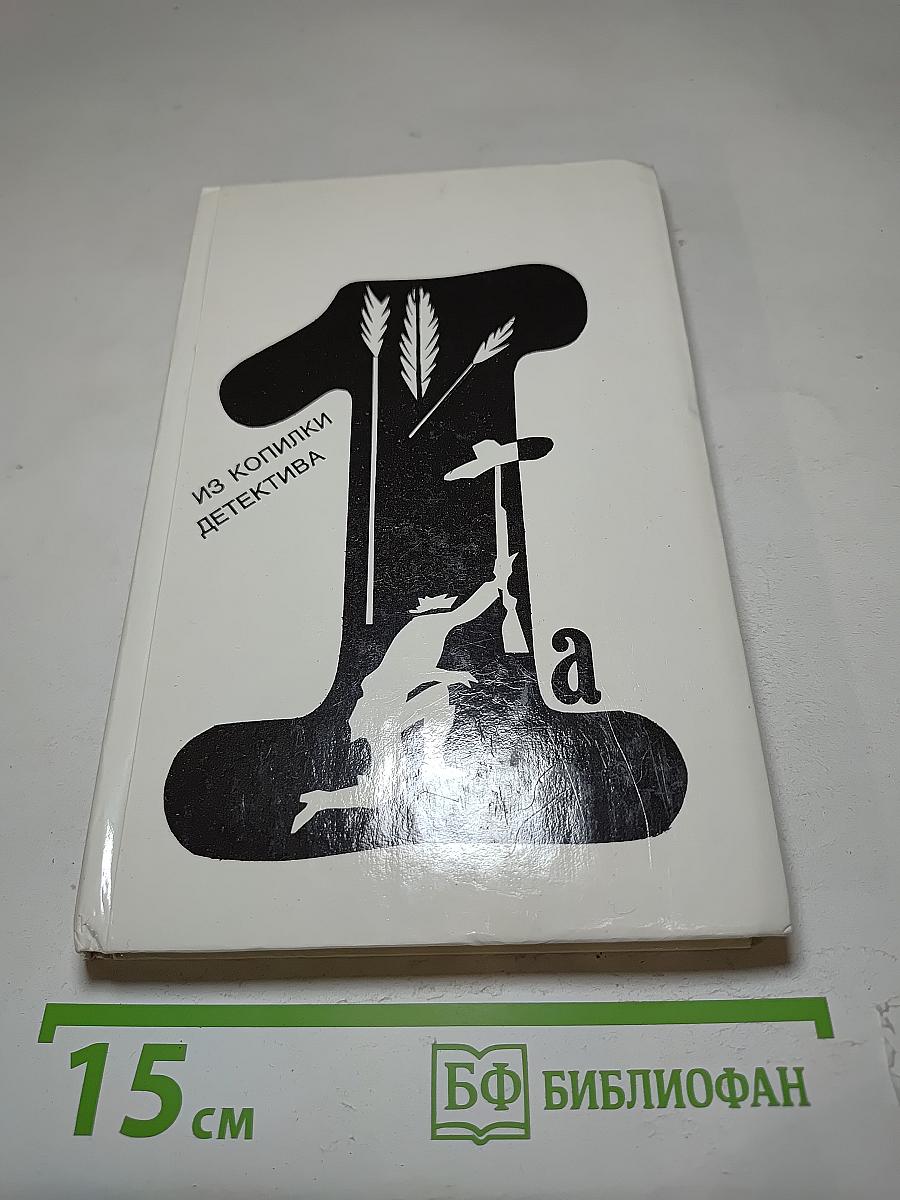 ИЗ КОПИЛКИ
ДЕТЕКТИВА
1
а
15 см
БФ БИБЛИОФАН